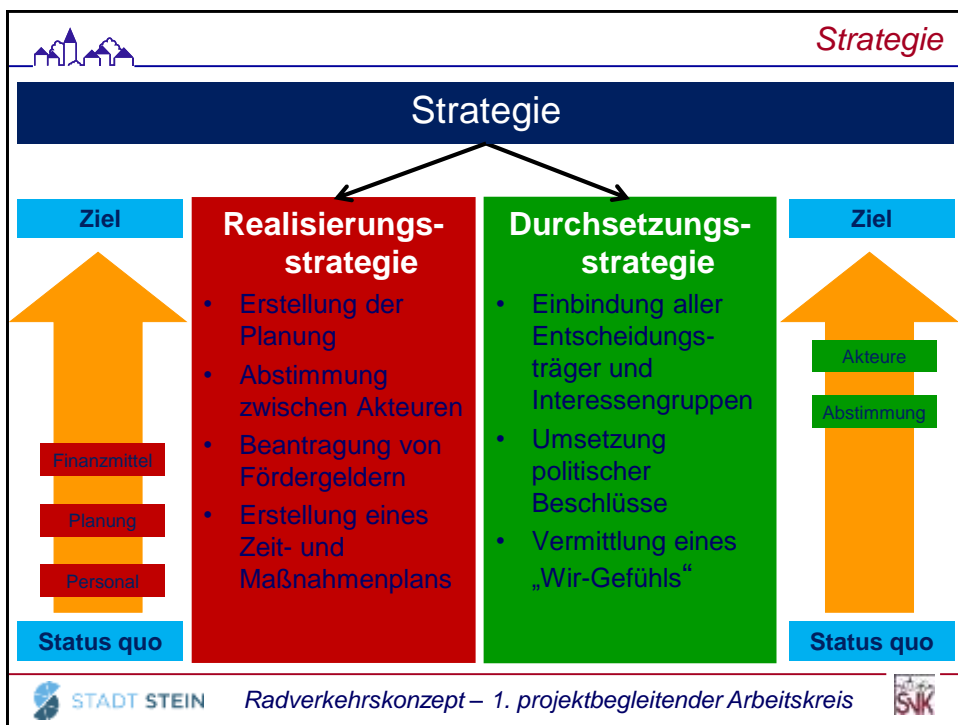 Strategie
Strategie
Ziel
Finanzmittel
Planung
Personal
Status quo
Realisierungs-
strategie
• Erstellung der
Planung
• Abstimmung
zwischen Akteuren
• Beantragung von
Fördergeldern
• Erstellung eines
Zeit- und
Maßnahmenplans
Durchsetzungs-
strategie
• Einbindung aller
Entscheidungs-
träger und
Interessengruppen
• Umsetzung
politischer
Beschlüsse
• Vermittlung eines
„Wir-Gefühls“
Ziel
Akteure
Abstimmung
Status quo
STADT STEIN
Radverkehrskonzept – 1. projektbegleitender Arbeitskreis
SVK